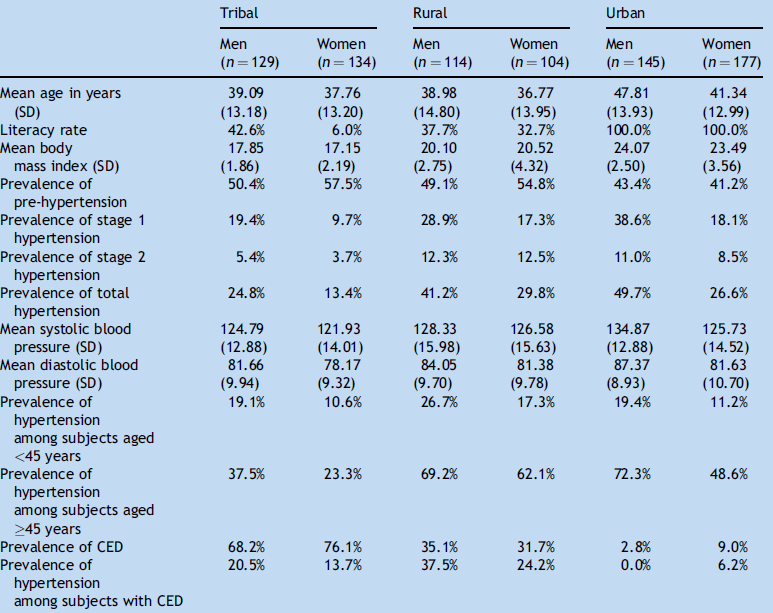 Tribal Rural Urban
Men Women Men Women Men Women
(n = 129) (n = 134) (n = 114) (n = 104) (n = 145) (n = 177)
Mean age in years 39.09 37.76 38.98 36.77 47.81 41.34
(SD) (13.18) (13.20) (14.80) (13.95) (13.93) (12.99)
Literacy rate 42.6% 6.0% 37.7% 32.7% 100.0% 100.0%
Mean body 17.85 17.15 20.10 20.52 24.07 23.49
mass index (SD) (1.86) (2.19) (2.75) (4.32) (2.50) (3.56)
Prevalence of 50.4% 57.5% 49.1% 54.8% 43.4% 41.2%
pre-hypertension
Prevalence of stage 1 19.4% 9.7% 28.9% 17.3% 38.6% 18.1%
hypertension
Prevalence of stage 2 5.4% 3.7% 12.3% 12.5% 11.0% 8.5%
hypertension
Prevalence of total 24.8% 13.4% 41.2% 29.8% 49.7% 26.6%
hypertension
Mean systolic blood 124.79 121.93 128.33 126.58 134.87 125.73
pressure (SD) (12.88) (14.01) (15.98) (15.63) (12.88) (14.52)
Mean diastolic blood 81.66 78.17 84.05 81.38 87.37 81.63
pressure (SD) (9.94) (9.32) (9.70) (9.78) (8.93) (10.70)
Prevalence of 19.1% 10.6% 26.7% 17.3% 19.4% 11.2%
hypertension
among subjects aged
<45 years
Prevalence of 37.5% 23.3% 69.2% 62.1% 72.3% 48.6%
hypertension
among subjects aged
≥45 years
Prevalence of CED 68.2% 76.1% 35.1% 31.7% 2.8% 9.0%
Prevalence of 20.5% 13.7% 37.5% 24.2% 0.0% 6.2%
hypertension
among subjects with CED